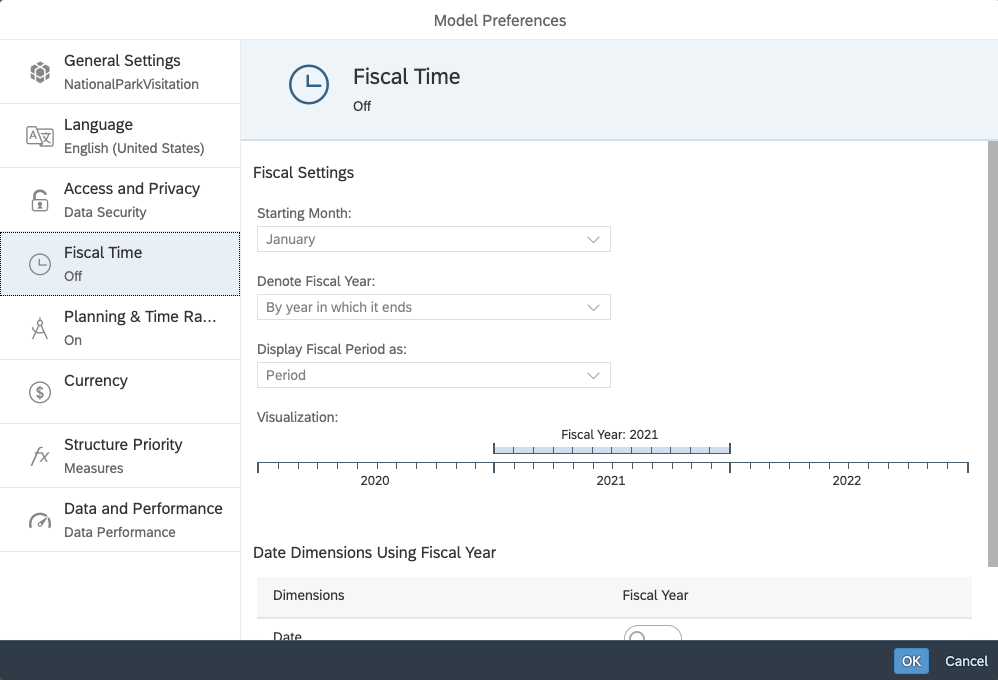 Model Preferences
General Settings
NationalParkVisitation
Language
English (United States)
Access and Privacy
Data Security
Fiscal Time
Off
Planning & Time Ra...
On
Currency
Structure Priority
Measures
Data and Performance
Data Performance
Fiscal Time
Off
Fiscal Settings
Starting Month:
January
Denote Fiscal Year:
By year in which it ends
Display Fiscal Period as:
Period
Visualization:
Fiscal Year: 2021
2020 2021 2022
Date Dimensions Using Fiscal Year
Dimensions Fiscal Year
Date
OK Cancel